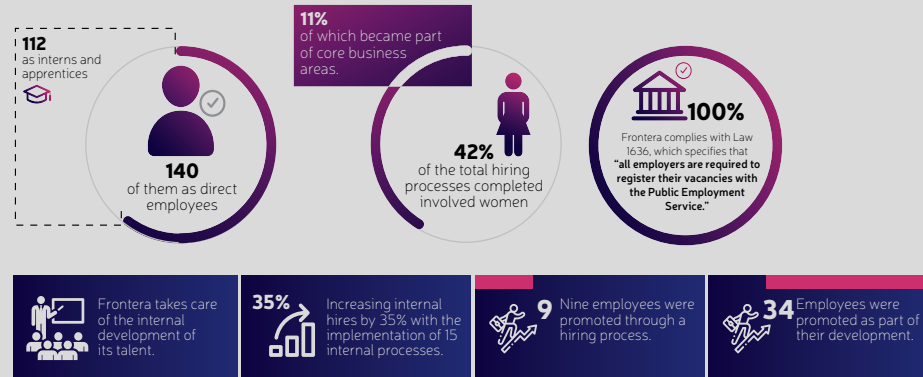 112
as interns and
apprentices
140
of them as direct
employees
11%
of which became part
of core business
areas.
42%
of the total hiring
processes completed
involved women
100%
Frontera complies with Law
1636, which specifies that
“all employers are required to
register their vacancies with
the Public Employment
Service.”
Frontera takes care
of the internal
development of
its talent.
35%
Increasing internal
hires by 35% with the
implementation of 15
internal processes.
9
Nine employees were
promoted through a
hiring process.
34
Employees were
promoted as part of
their development.